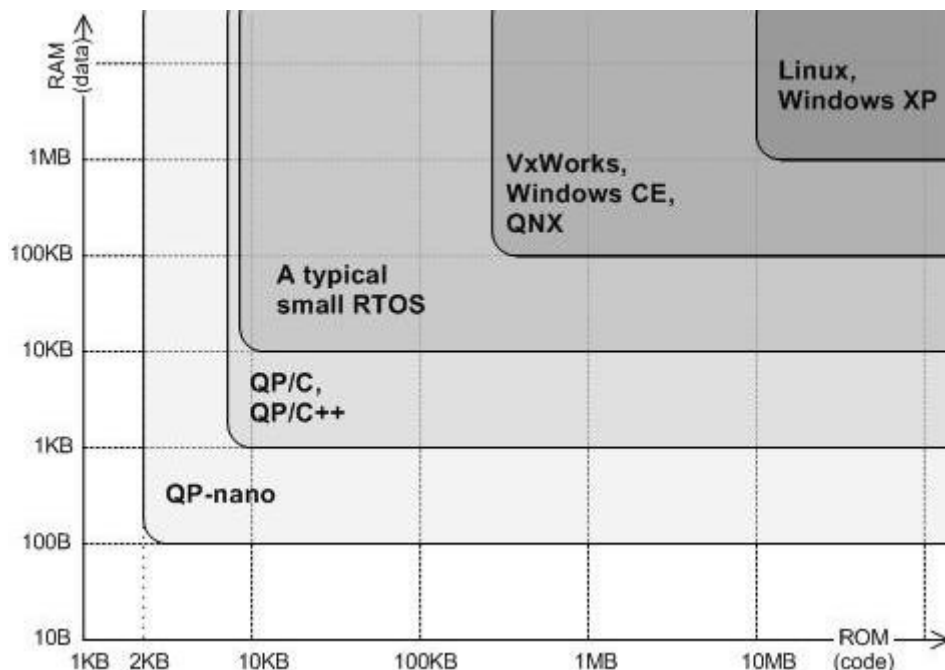 RAM
(data)
Linux,
Windows XP
1MB
VxWorks,
Windows CE,
QNX
100KB
A typical
small RTOS
10KB
QP/C,
QP/C++
1KB
QP-nano
100B
10B
1KB 2KB 10KB 100KB 1MB 10MB
ROM
(code)